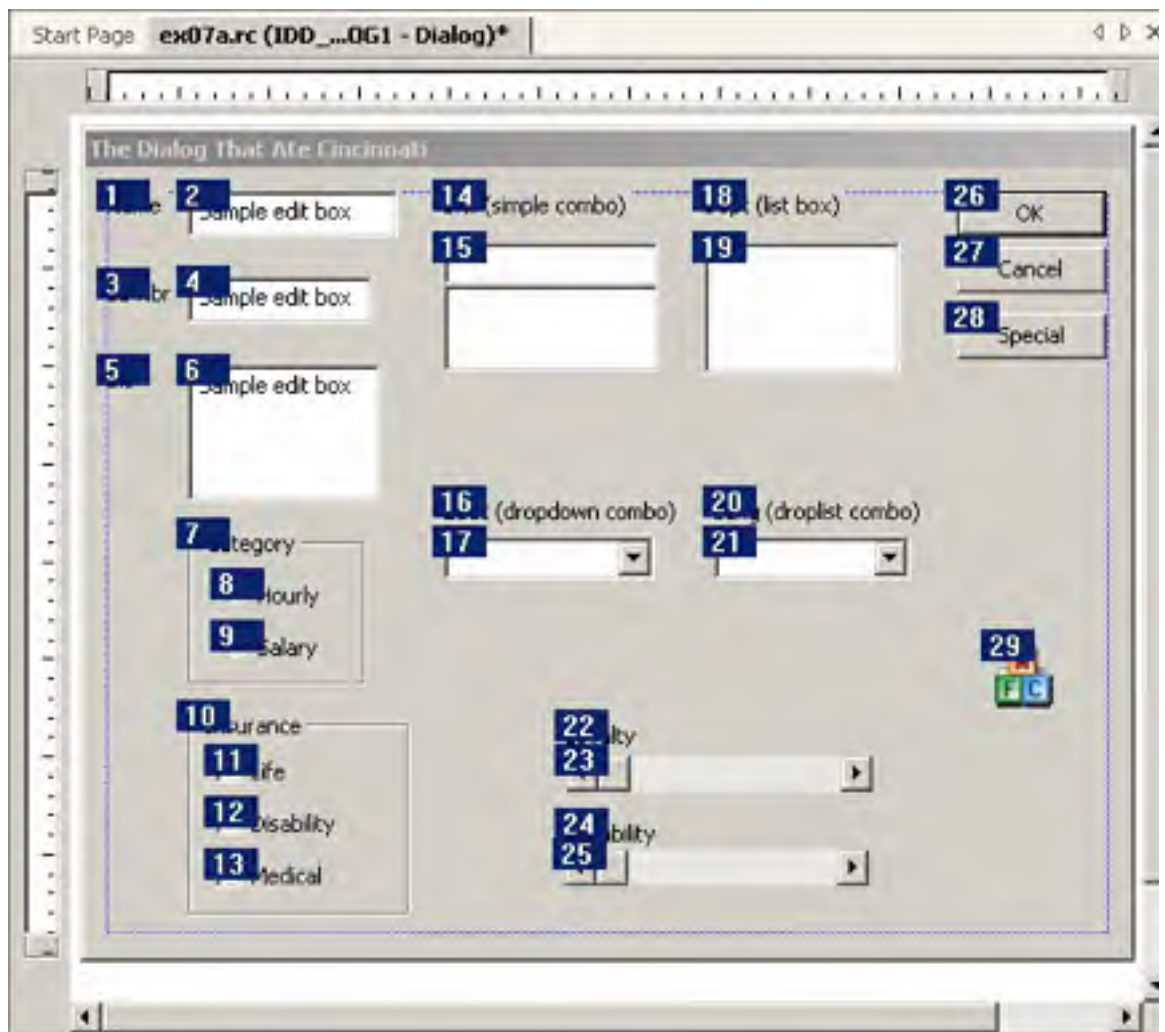 Start Page
ex07a.rc (IDD_...OG1 - Dialog)*
The Dialog That Ate Cincinnati
1 Name
2 Sample edit box
3
4 Sample edit box
5
6 Sample edit box
7 Category
8 Hourly
9 Salary
10 Insurance
11 Life
12 Disability
13 Medical
14 (simple combo)
15
16 (dropdown combo)
17
18 Dept (list box)
19
20 (droplist combo)
21
22
23
24
25
26 OK
27 Cancel
28 Special
29
M
F C